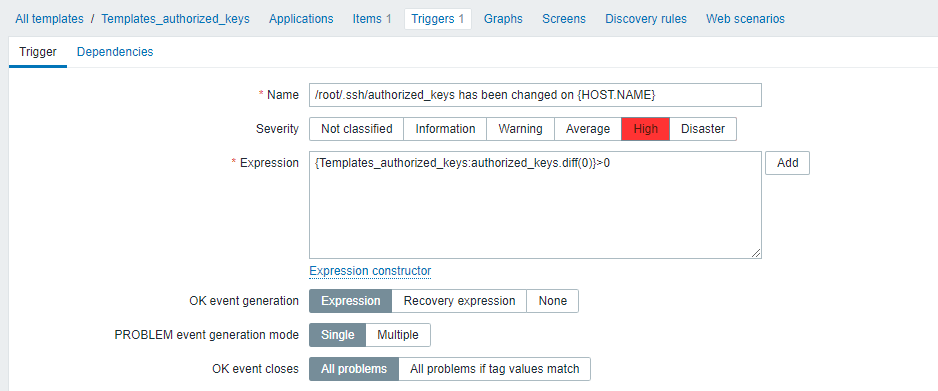 All templates / Templates_authorized_keys Applications Items 1 Triggers 1 Graphs Screens Discovery rules Web scenarios
Trigger Dependencies
* Name /root/.ssh/authorized_keys has been changed on {HOST.NAME}
Severity Not classified Information Warning Average High Disaster
* Expression {Templates_authorized_keys:authorized_keys.diff(0)}>0 Add
Expression constructor
OK event generation Expression Recovery expression None
PROBLEM event generation mode Single Multiple
OK event closes All problems All problems if tag values match